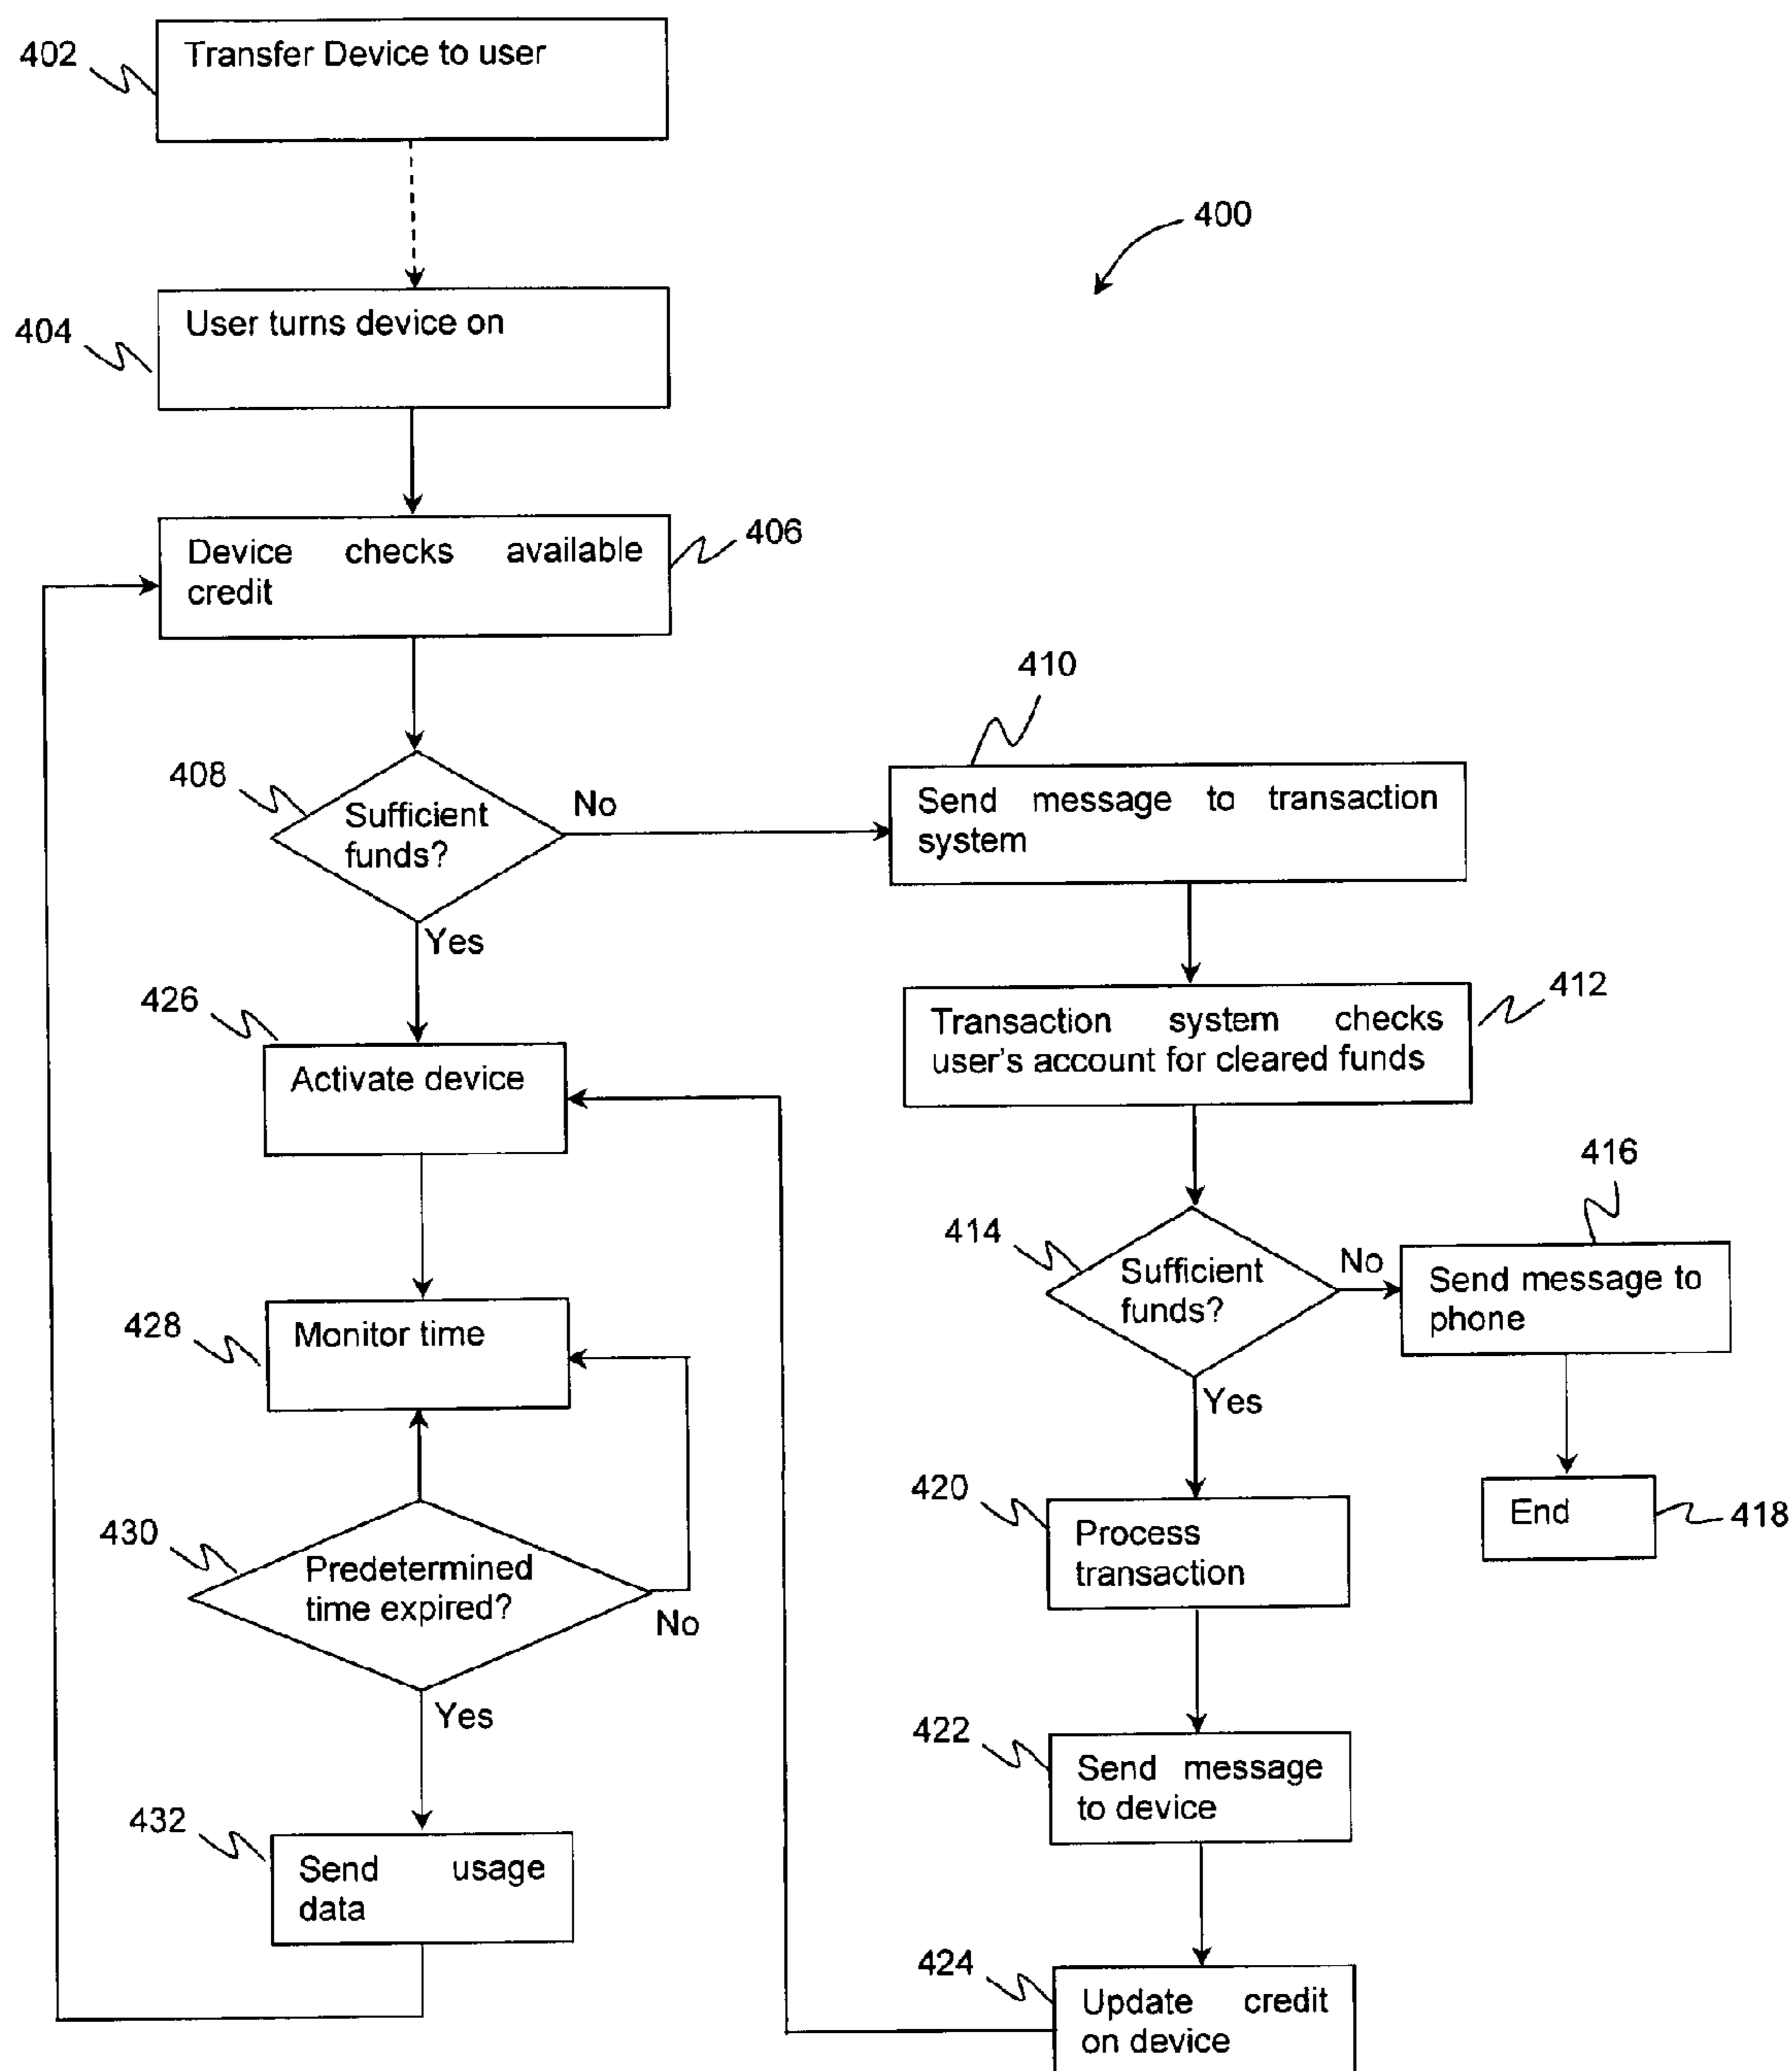 402
Transfer Device to user
400
404
User turns device on
406
Device checks available
credit
408
Sufficient
funds?
No
Yes
410
Send message to transaction
system
412
Transaction system checks
user's account for cleared funds
414
Sufficient
funds?
No
Yes
416
Send message to
phone
418
End
420
Process
transaction
422
Send message
to device
424
Update credit
on device
426
Activate device
428
Monitor time
430
Predetermined
time expired?
No
Yes
432
Send usage
data